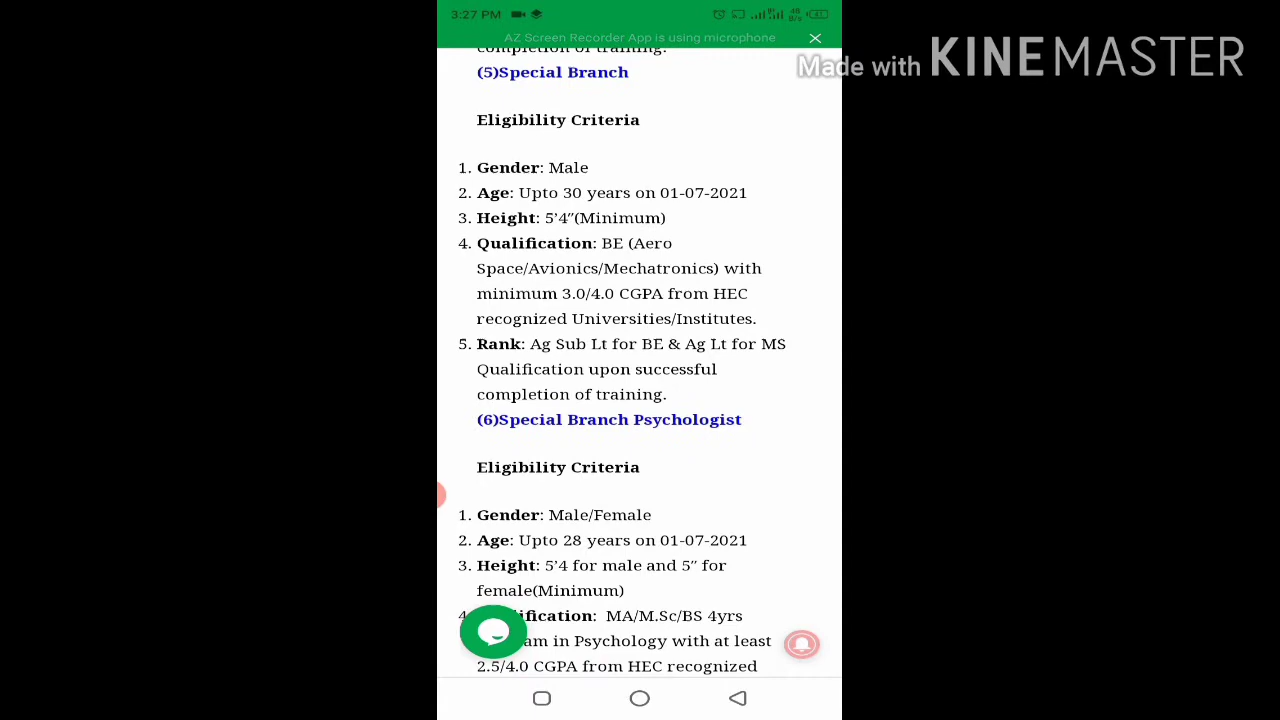 3:27 PM
AZ Screen Recorder App is using microphone
Made with KINEMASTER
completion of training.
(5)Special Branch
Eligibility Criteria
1. Gender: Male
2. Age: Upto 30 years on 01-07-2021
3. Height: 5’4″(Minimum)
4. Qualification: BE (Aero
Space/Avionics/Mechatronics) with
minimum 3.0/4.0 CGPA from HEC
recognized Universities/Institutes.
5. Rank: Ag Sub Lt for BE & Ag Lt for MS
Qualification upon successful
completion of training.
(6)Special Branch Psychologist
Eligibility Criteria
1. Gender: Male/Female
2. Age: Upto 28 years on 01-07-2021
3. Height: 5’4 for male and 5″ for
female(Minimum)
MA/M.Sc/BS 4yrs
in Psychology with at least
2.5/4.0 CGPA from HEC recognized